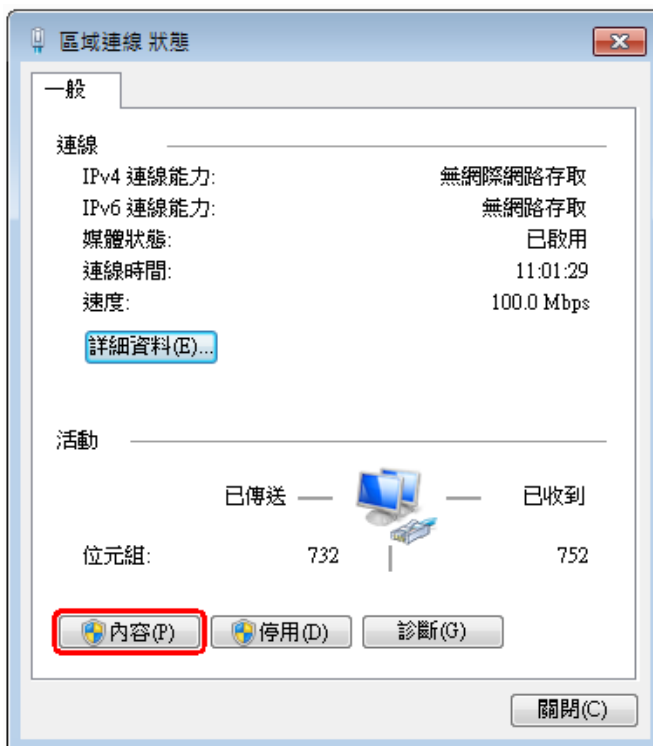 區域連線 狀態
一般
連線
IPv4 連線能力: 無網際網路存取
IPv6 連線能力: 無網路存取
媒體狀態: 已啟用
連線時間: 11:01:29
速度: 100.0 Mbps
詳細資料(E)...
活動
已傳送 已收到
位元組: 732 752
內容(P) 停用(D) 診斷(G)
關閉(C)